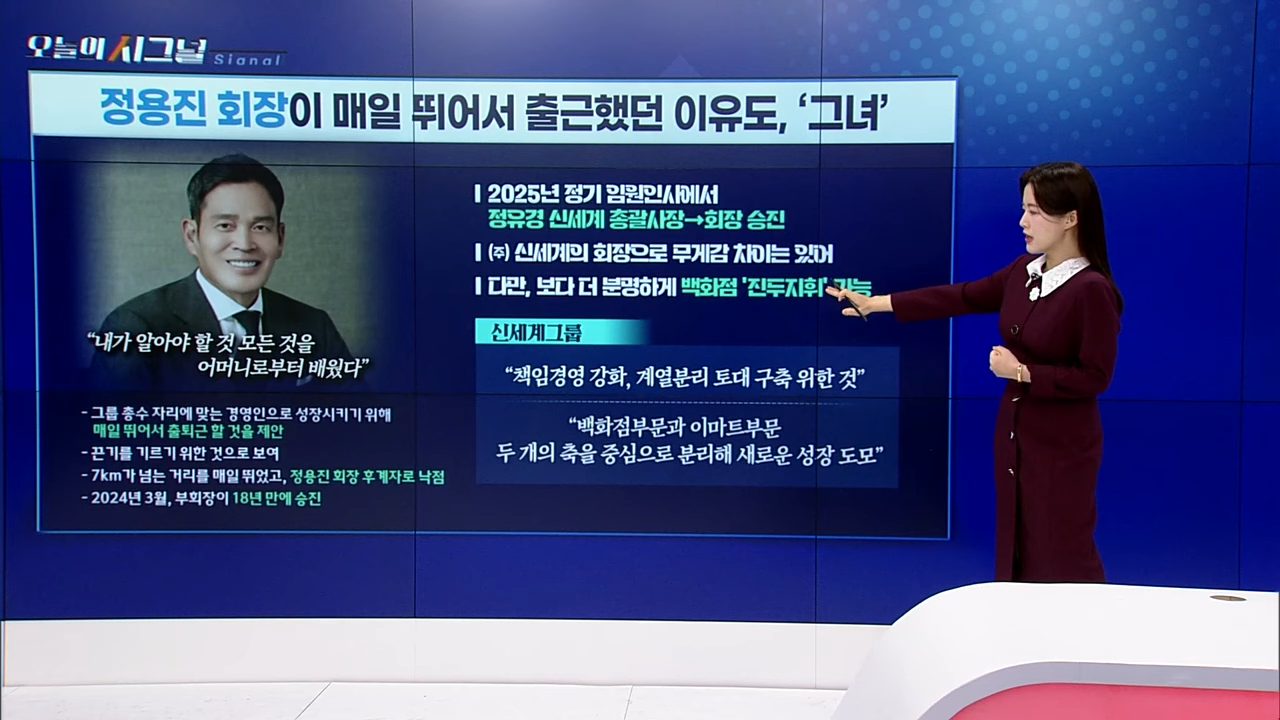 오늘의 시그널
Signal
정용진 회장이 매일 뛰어서 출근했던 이유도, ‘그녀’
“내가 알아야 할 것 모든 것을
어머니로부터 배웠다”
- 그룹 총수 자리에 맞는 경영인으로 성장시키기 위해
매일 뛰어서 출퇴근 할 것을 제안
- 끈기를 기르기 위한 것으로 보여
- 7km가 넘는 거리를 매일 뛰었고, 정용진 회장 후계자로 낙점
- 2024년 3월, 부회장이 18년 만에 승진
2025년 정기 임원인사에서
정유경 신세계 총괄사장→회장 승진
(주) 신세계의 회장으로 무게감 차이는 있어
다만, 보다 더 분명하게 백화점 '진두지휘' 가능
신세계그룹
“책임경영 강화, 계열분리 토대 구축 위한 것”
“백화점부문과 이마트부문
두 개의 축을 중심으로 분리해 새로운 성장 도모”